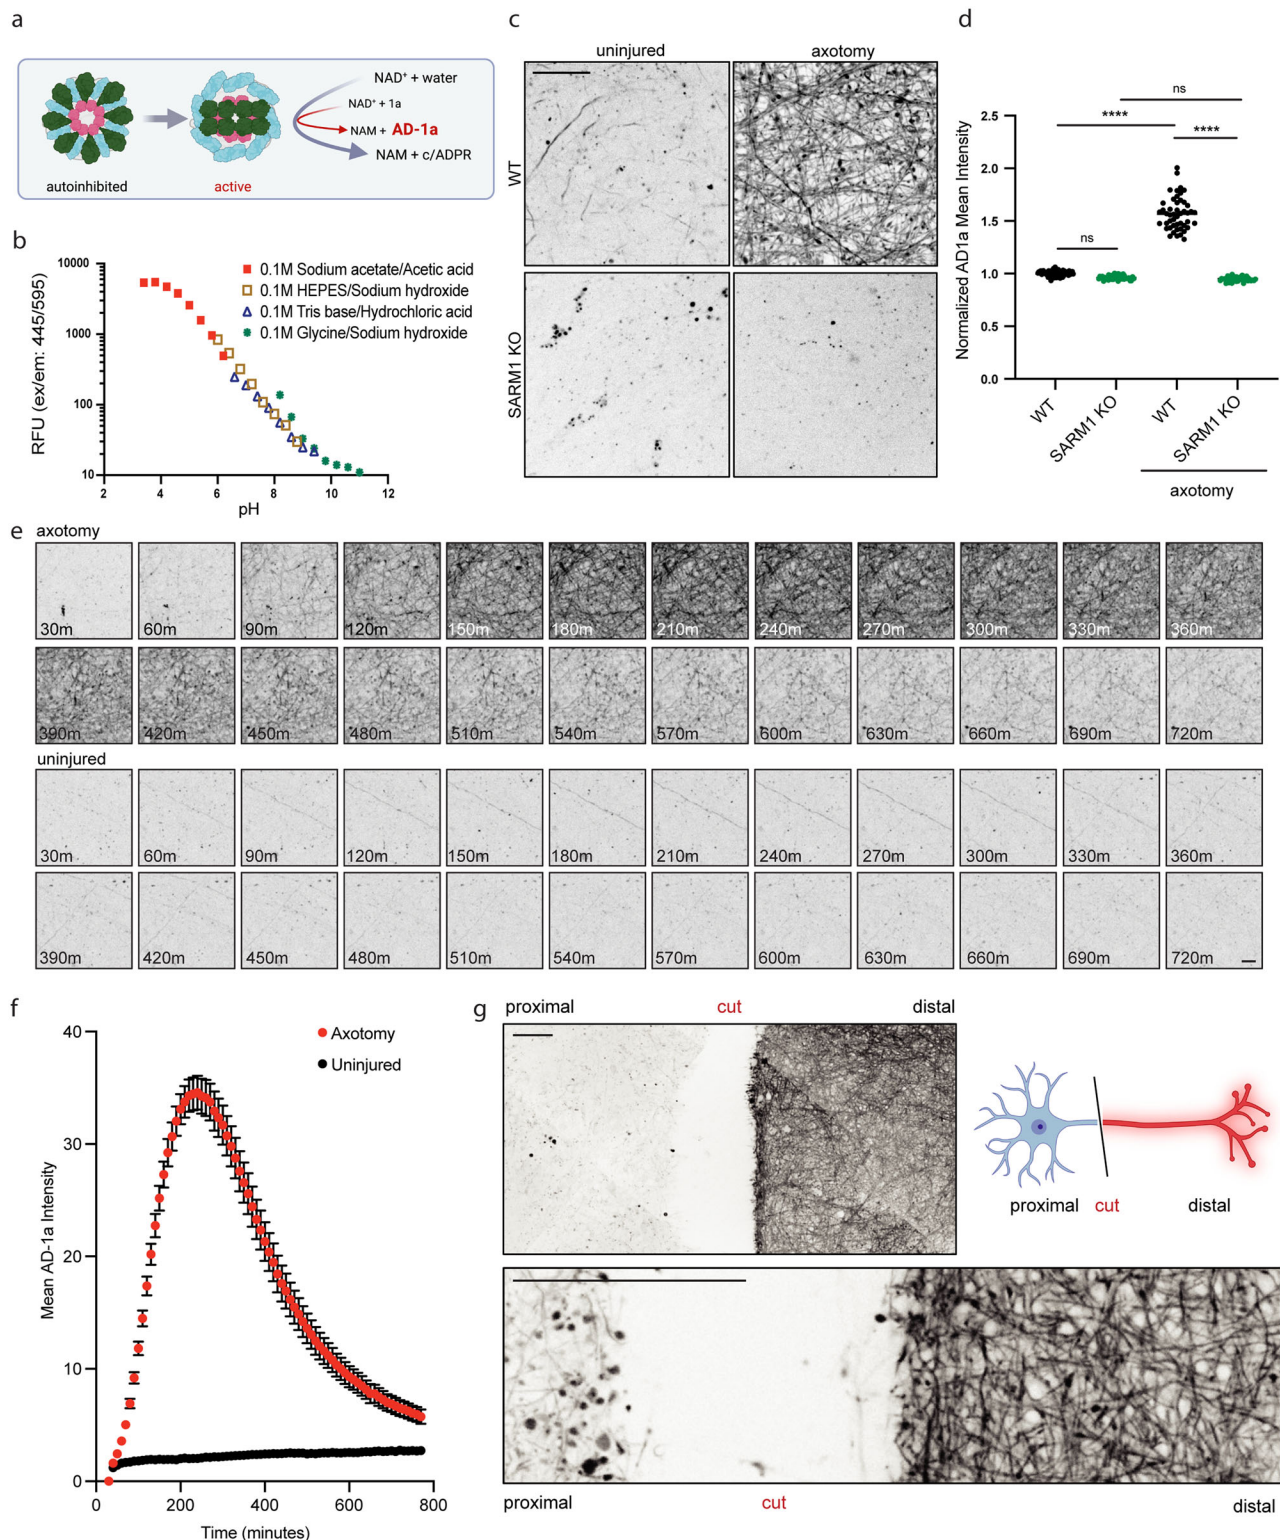 a
NAD⁺ + water
NAD⁺ + 1a
NAM + AD-1a
NAM + c/ADPR
autoinhibited
active
b
RFU (ex/em: 445/595)
10000
1000
100
10
2 4 6 8 10 12
pH
0.1M Sodium acetate/Acetic acid
0.1M HEPES/Sodium hydroxide
0.1M Tris base/Hydrochloric acid
0.1M Glycine/Sodium hydroxide
c
uninjured axotomy
WT
SARM1 KO
d
Normalized AD1a Mean Intensity
2.5
2.0
1.5
1.0
0.5
0.0
ns
****
****
ns
WT
SARM1 KO
WT
SARM1 KO
axotomy
e
axotomy
30m 60m 90m 120m 150m 180m 210m 240m 270m 300m 330m 360m
390m 420m 450m 480m 510m 540m 570m 600m 630m 660m 690m 720m
uninjured
30m 60m 90m 120m 150m 180m 210m 240m 270m 300m 330m 360m
390m 420m 450m 480m 510m 540m 570m 600m 630m 660m 690m 720m
f
Mean AD-1a Intensity
40
30
20
10
0
0 200 400 600 800
Time (minutes)
Axotomy
Uninjured
g
proximal cut distal
proximal cut distal
proximal cut distal